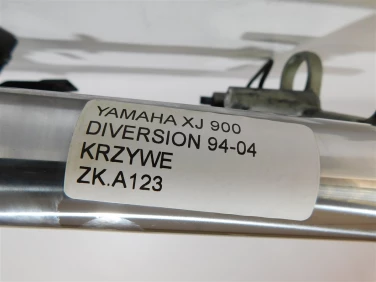 YAMAHA XJ 900
DIVERSION 94-04
KRZYWE
ZK.A123